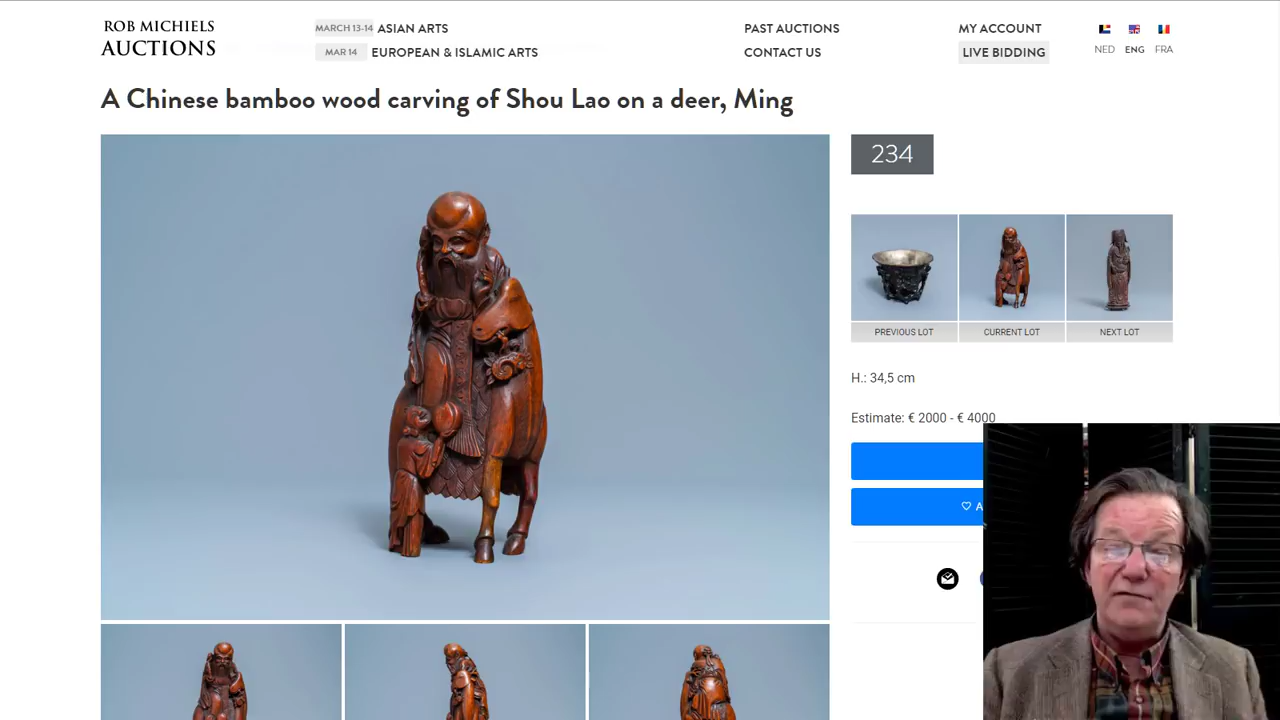 ROB MICHIELS
AUCTIONS
MARCH 13-14 ASIAN ARTS
MAR 14 EUROPEAN & ISLAMIC ARTS
PAST AUCTIONS
CONTACT US
MY ACCOUNT
LIVE BIDDING
NED ENG FRA
A Chinese bamboo wood carving of Shou Lao on a deer, Ming
234
PREVIOUS LOT CURRENT LOT NEXT LOT
H.: 34,5 cm
Estimate: € 2000 - € 4000
A